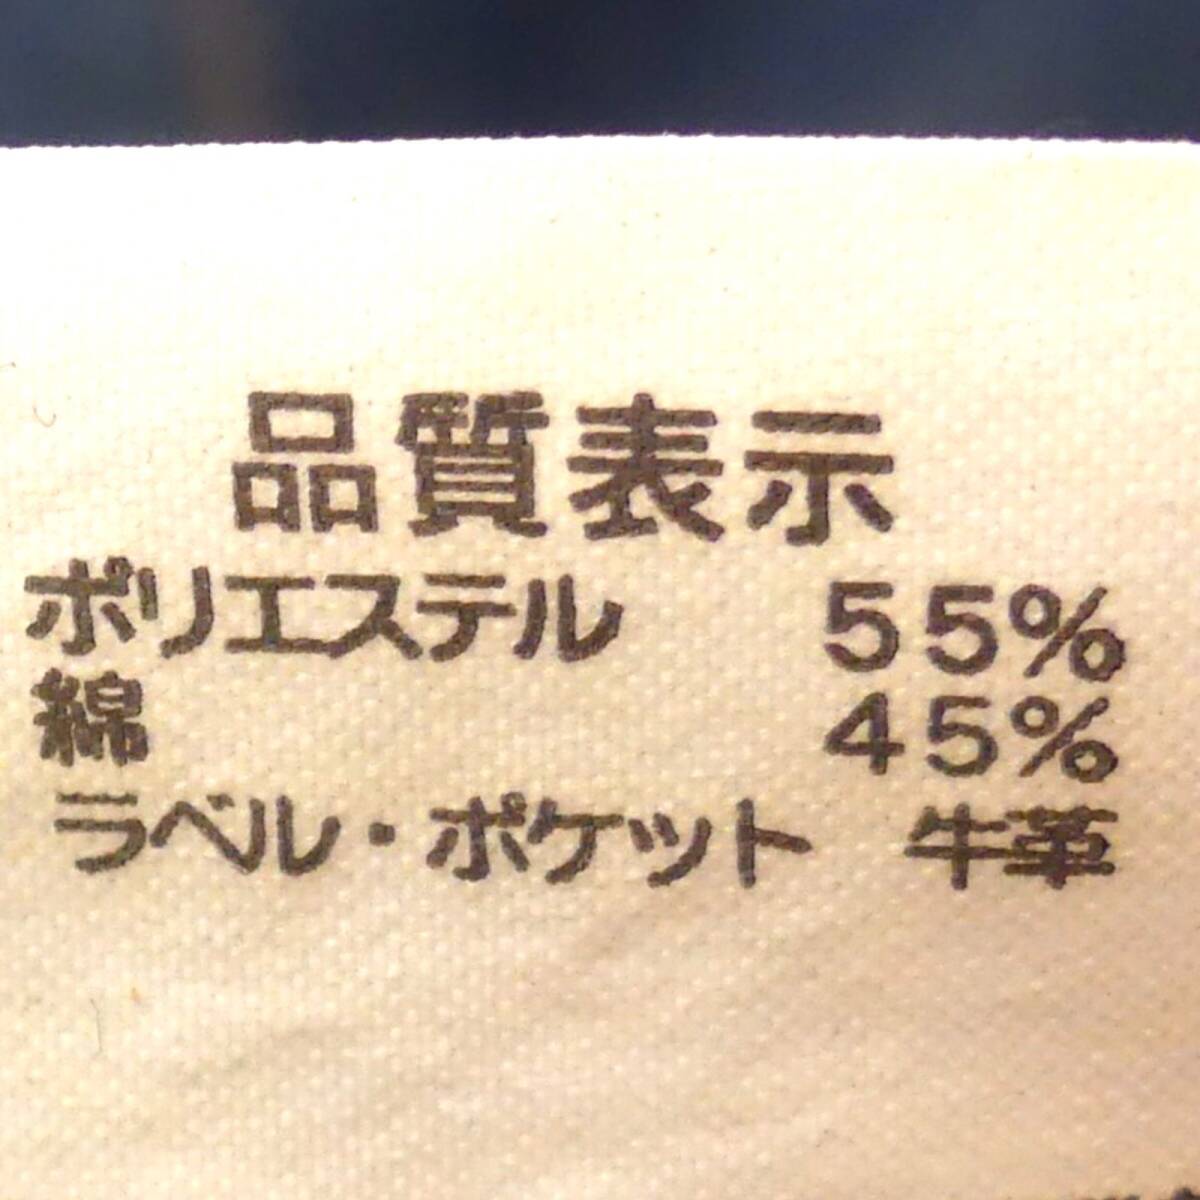 品質表示
ポリエステル 55%
綿 45%
ラベル・ポケット 牛革